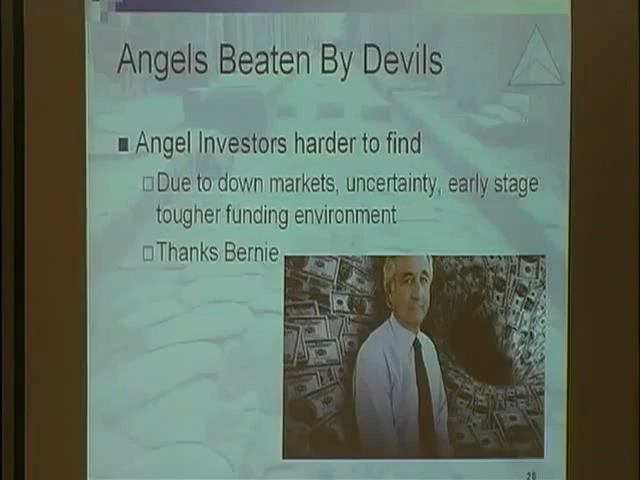 Angels Beaten By Devils
Angel Investors harder to find
Due to down markets, uncertainty, early stage
tougher funding environment
Thanks Bernie